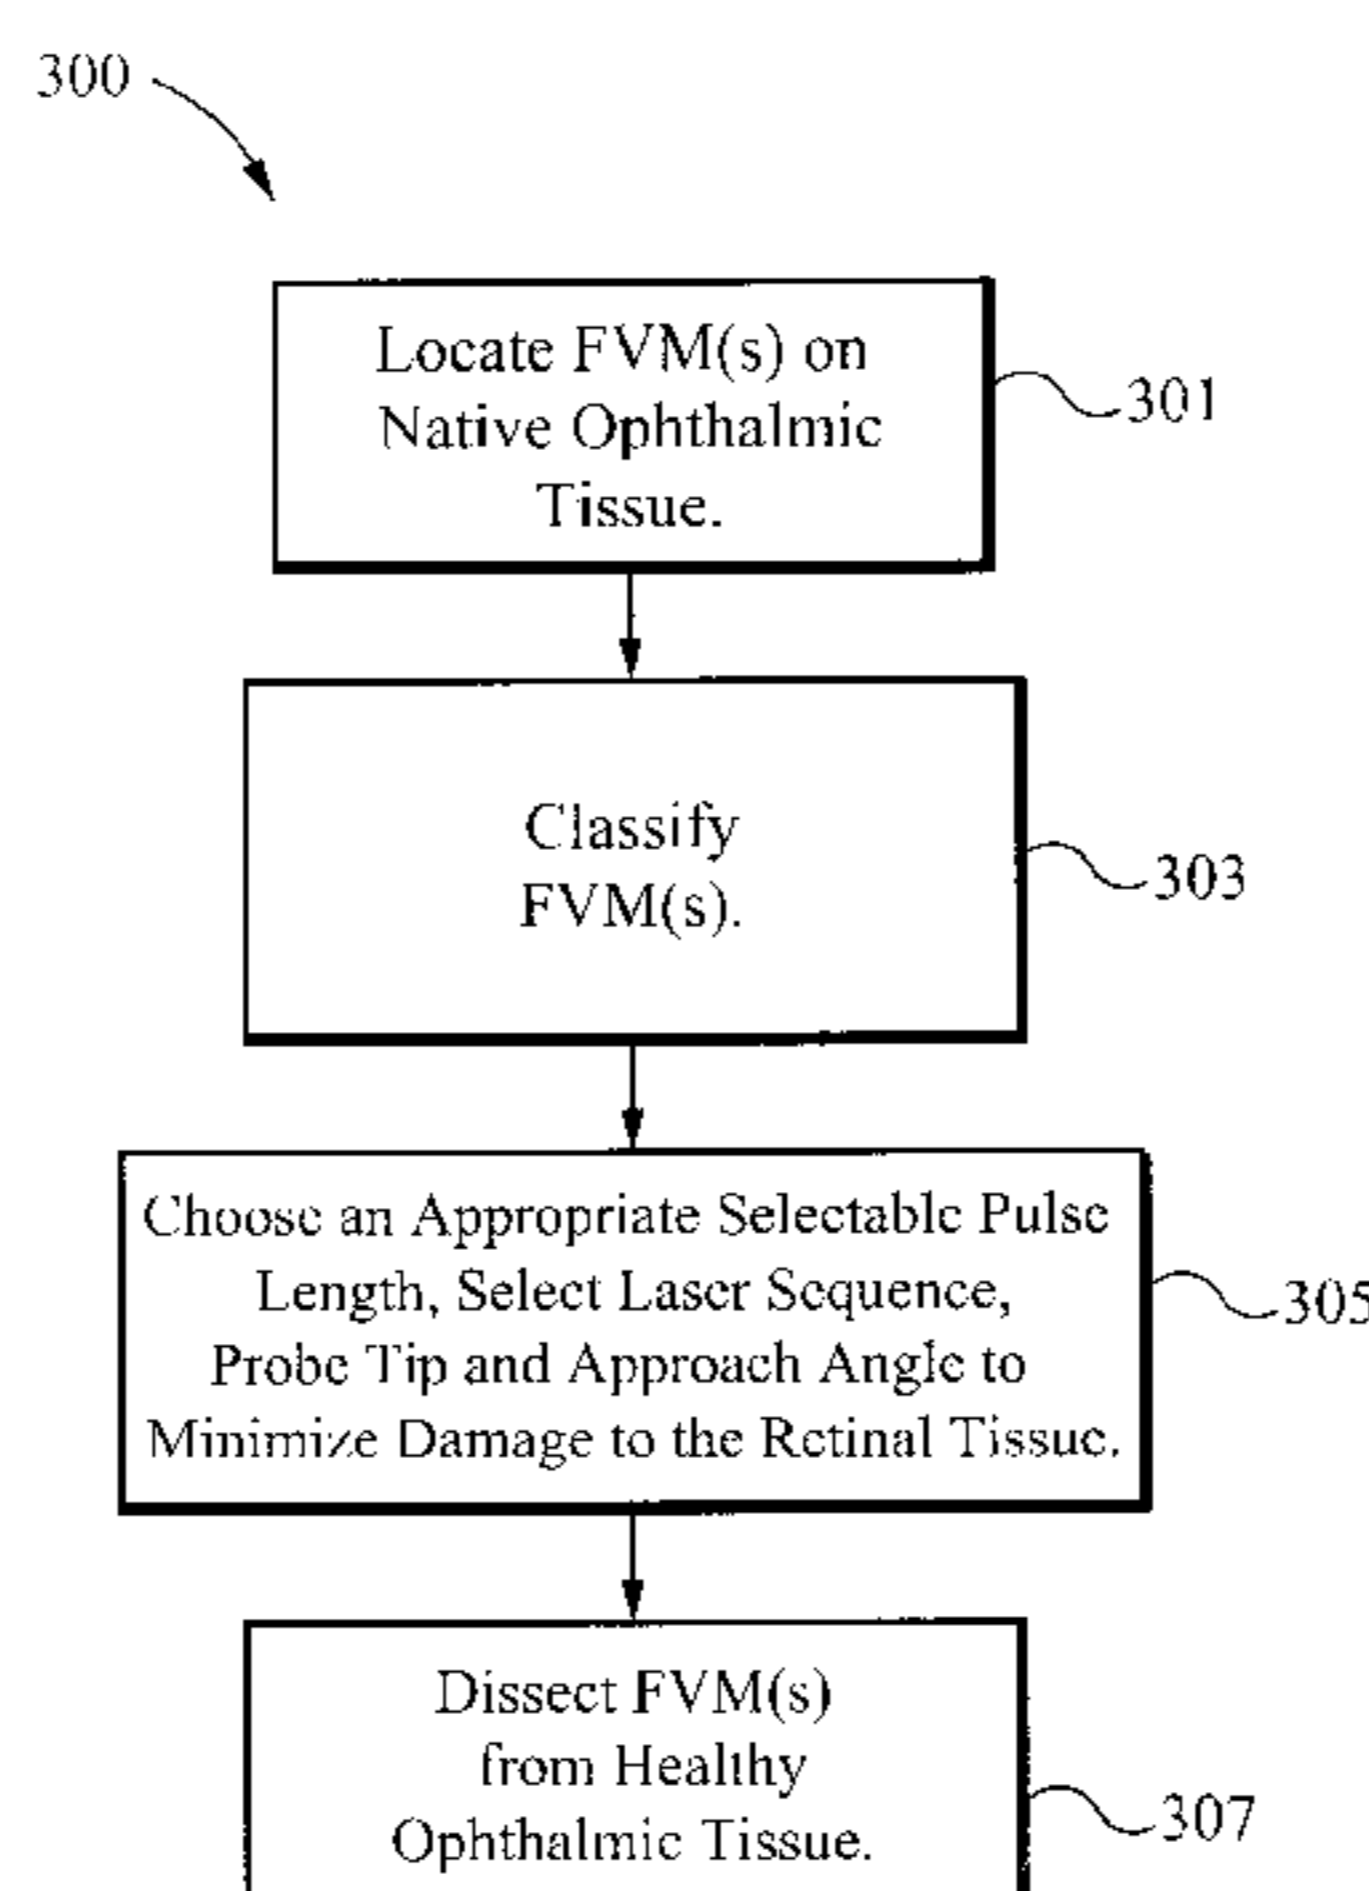 300
Locate FVM(s) on
Native Ophthalmic
Tissue.
301
Classify
FVM(s).
303
Choose an Appropriate Selectable Pulse
Length, Select Laser Sequence,
Probe Tip and Approach Angle to
Minimize Damage to the Retinal Tissue.
305
Dissect FVM(s)
from Healthy
Ophthalmic Tissue.
307